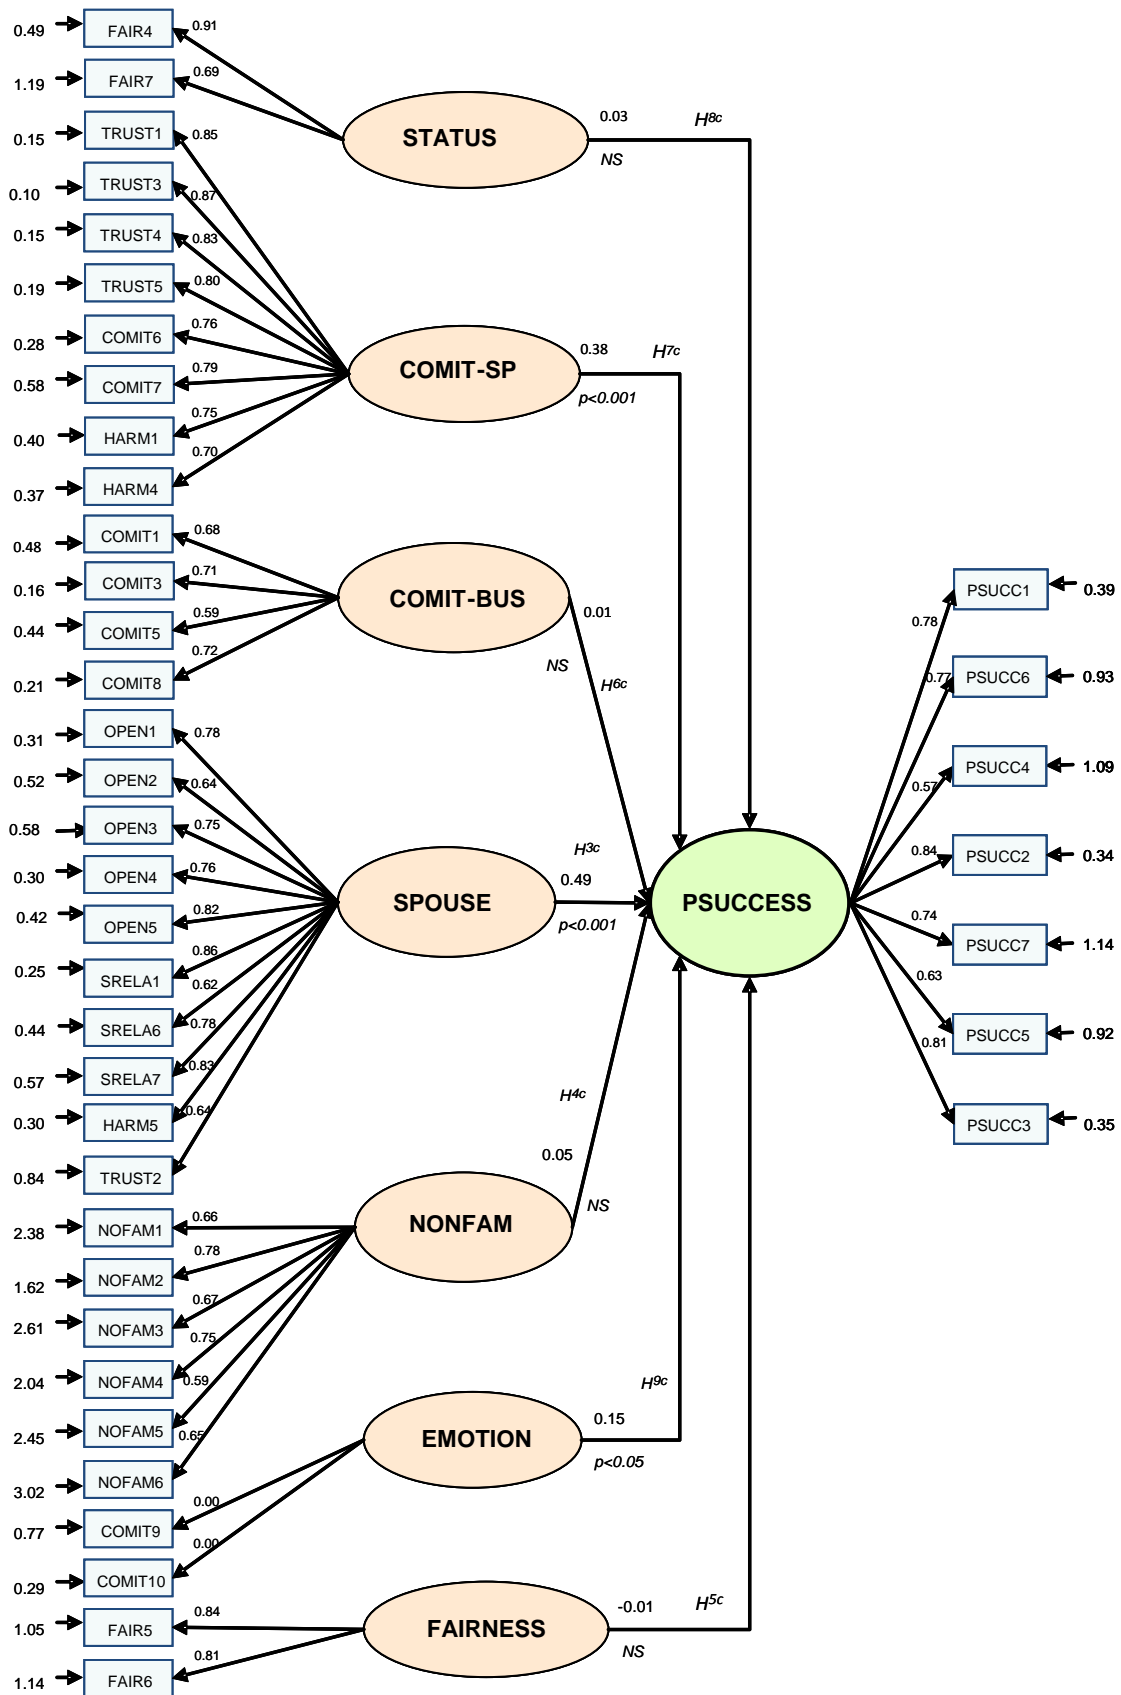 0.49 FAIR4 0.91
1.19 FAIR7 0.69
0.15 TRUST1 0.85
0.10 TRUST3 0.87
0.15 TRUST4 0.83
0.19 TRUST5 0.80
0.28 COMIT6 0.76
0.58 COMIT7 0.79
0.40 HARM1 0.75
0.37 HARM4 0.70
0.48 COMIT1 0.68
0.16 COMIT3 0.71
0.44 COMIT5 0.59
0.21 COMIT8 0.72
0.31 OPEN1 0.78
0.52 OPEN2 0.64
0.58 OPEN3 0.75
0.30 OPEN4 0.76
0.42 OPEN5 0.82
0.25 SRELA1 0.86
0.44 SRELA6 0.62
0.57 SRELA7 0.78
0.30 HARM5 0.83
0.84 TRUST2 0.64
2.38 NOFAM1 0.66
1.62 NOFAM2 0.78
2.61 NOFAM3 0.67
2.04 NOFAM4 0.75
2.45 NOFAM5 0.59
3.02 NOFAM6 0.65
0.77 COMIT9 0.00
0.29 COMIT10 0.00
1.05 FAIR5 0.84
1.14 FAIR6 0.81
STATUS 0.03 H8c
NS
COMIT-SP 0.38 H7c
p<0.001
COMIT-BUS 0.01
NS H6c
H3c
SPOUSE 0.49
p<0.001
H4c
0.05
NONFAM NS
H9c
EMOTION 0.15
p<0.05
FAIRNESS -0.01 H5c
NS
PSUCCESS
0.78 PSUCC1 0.39
0.77 PSUCC6 0.93
0.57 PSUCC4 1.09
0.84 PSUCC2 0.34
0.74 PSUCC7 1.14
0.63 PSUCC5 0.92
0.81 PSUCC3 0.35